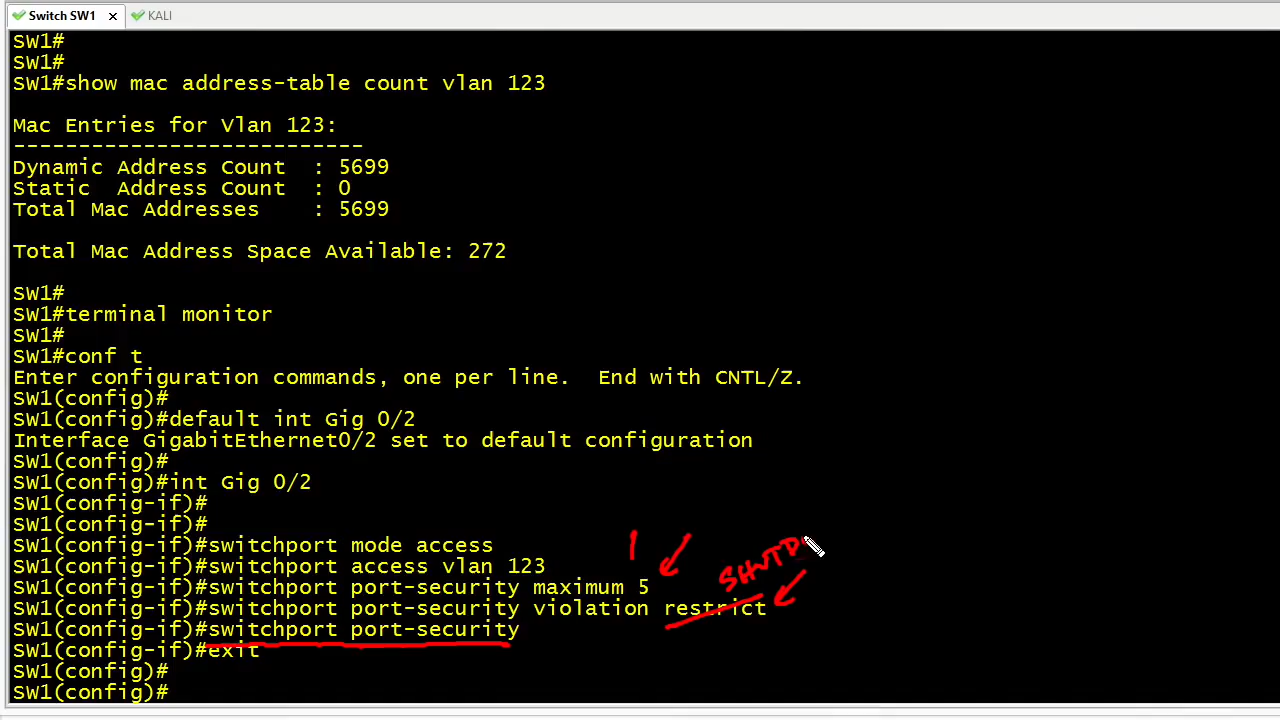 Switch SW1 × KALI
SW1#
SW1#
SW1#show mac address-table count vlan 123
Mac Entries for Vlan 123:
---------------------------
Dynamic Address Count  : 5699
Static  Address Count  : 0
Total Mac Addresses    : 5699
Total Mac Address Space Available: 272
SW1#
SW1#terminal monitor
SW1#
SW1#conf t
Enter configuration commands, one per line.  End with CNTL/Z.
SW1(config)#
SW1(config)#default int Gig 0/2
Interface GigabitEthernet0/2 set to default configuration
SW1(config)#
SW1(config)#int Gig 0/2
SW1(config-if)#
SW1(config-if)#
SW1(config-if)#switchport mode access
1
SHUTD
SW1(config-if)#switchport access vlan 123
SW1(config-if)#switchport port-security maximum 5
SW1(config-if)#switchport port-security violation restrict
SW1(config-if)#switchport port-security
SW1(config-if)#exit
SW1(config)#
SW1(config)#